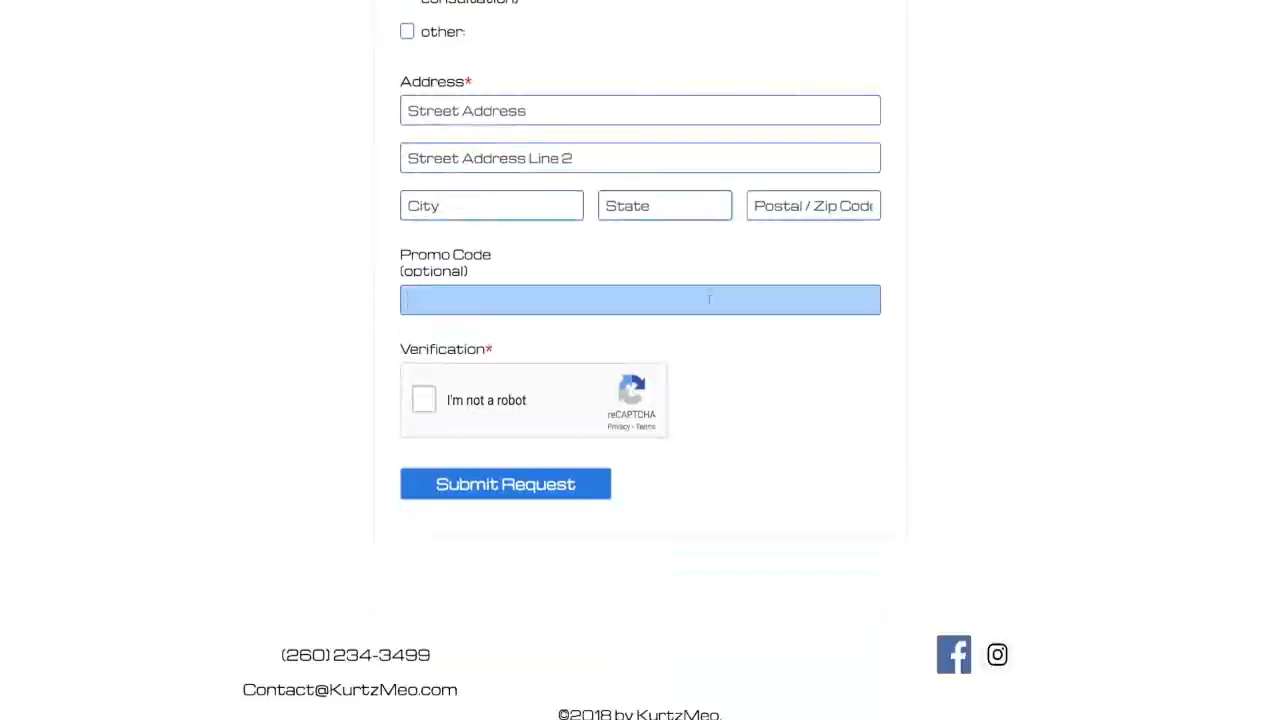 other:
Address*
Street Address
Street Address Line 2
City
State
Postal / Zip Code
Promo Code
(optional)
Verification*
I'm not a robot
reCAPTCHA
Privacy - Terms
Submit Request
(260) 234-3499
Contact@KurtzMeo.com
©2018 by KurtzMeo.